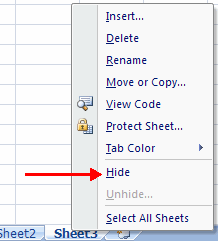 Insert...
Delete
Rename
Move or Copy...
View Code
Protect Sheet...
Tab Color
Hide
Unhide...
Select All Sheets
Sheet2 Sheet3